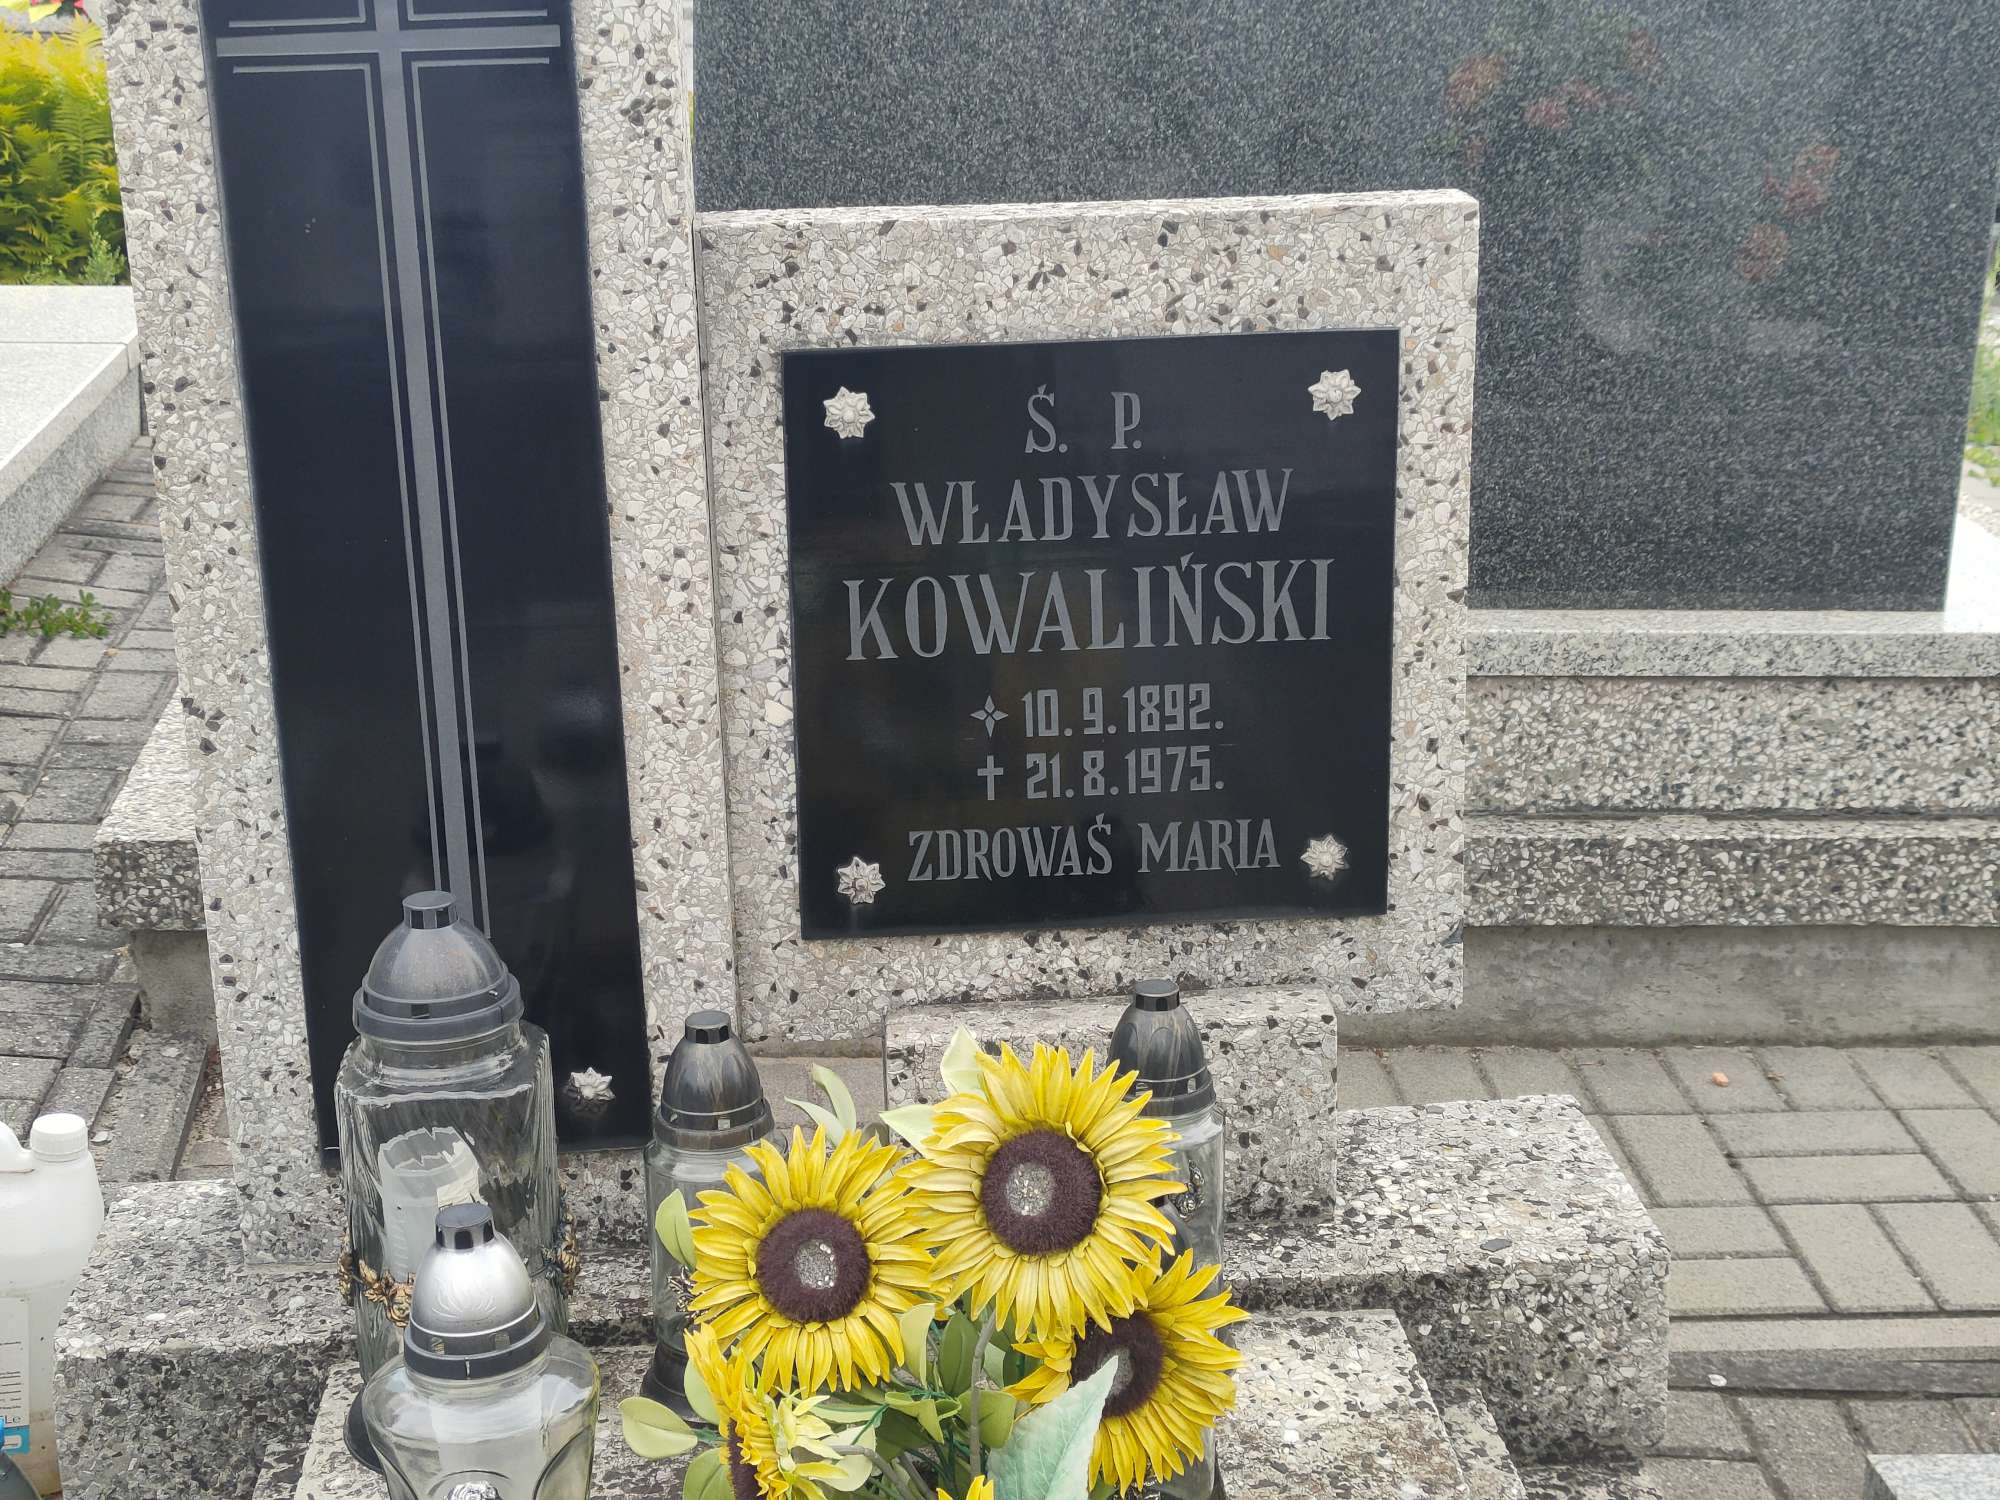 Ś. P.
WŁADYSŁAW
KOWALIŃSKI
10.9.1892.
21.8.1975.
ZDROWAŚ MARIA